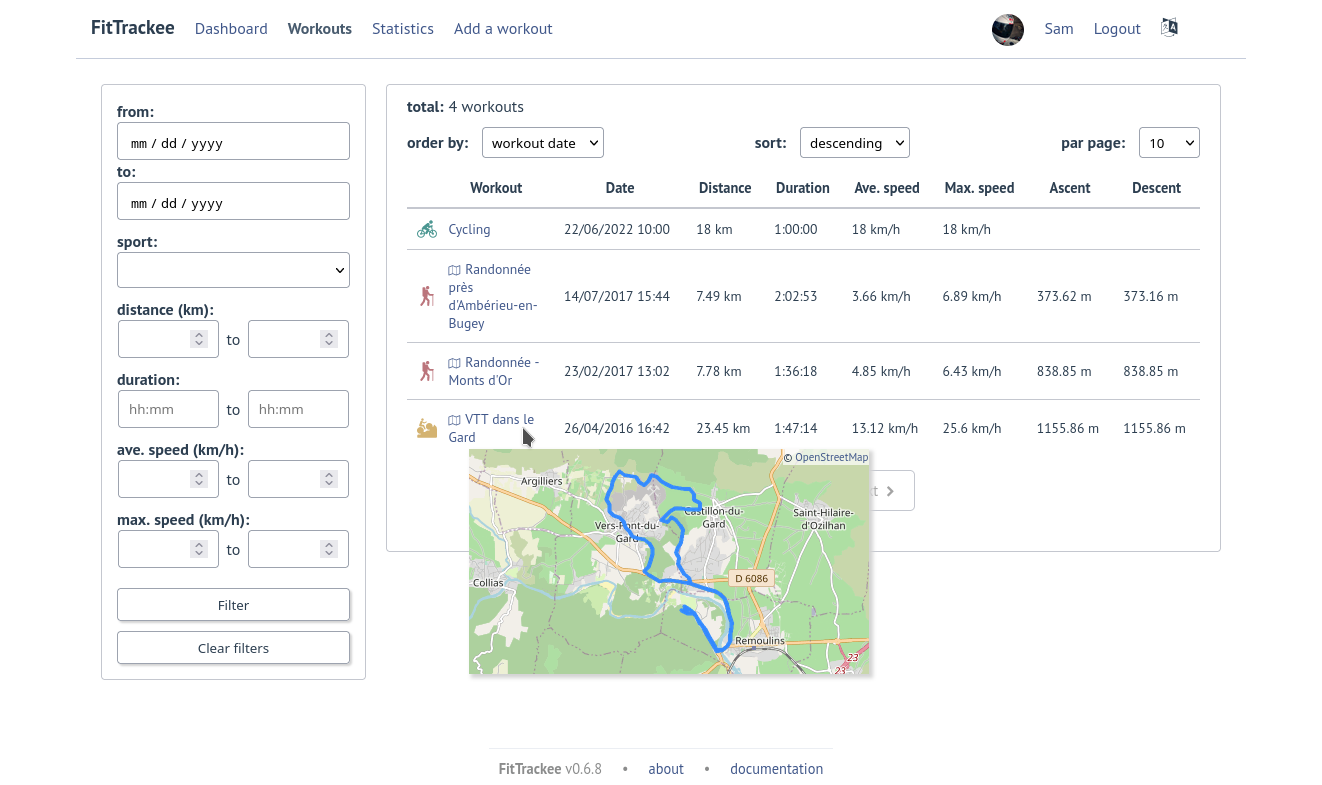 FitTrackee Dashboard Workouts Statistics Add a workout Sam Logout
from:
mm / dd / yyyy
to:
mm / dd / yyyy
sport:
distance (km):
to
duration:
hh:mm to hh:mm
ave. speed (km/h):
to
max. speed (km/h):
to
Filter
Clear filters
total: 4 workouts
order by: workout date sort: descending par page: 10
Workout Date Distance Duration Ave. speed Max. speed Ascent Descent
Cycling 22/06/2022 10:00 18 km 1:00:00 18 km/h 18 km/h
Randonnée
près
d'Ambérieu-en-
Bugey
14/07/2017 15:44 7.49 km 2:02:53 3.66 km/h 6.89 km/h 373.62 m 373.16 m
Randonnée -
Monts d'Or
23/02/2017 13:02 7.78 km 1:36:18 4.85 km/h 6.43 km/h 838.85 m 838.85 m
VTT dans le
Gard
26/04/2016 16:42 23.45 km 1:47:14 13.12 km/h 25.6 km/h 1155.86 m 1155.86 m
© OpenStreetMap
Argilliers
Castillon-du-
Gard
Saint-Hilaire-
d'Ozilhan
Vers-Pont-du-
Gard
Collias
D 6086
Remoulins
23
23
FitTrackee v0.6.8 • about • documentation